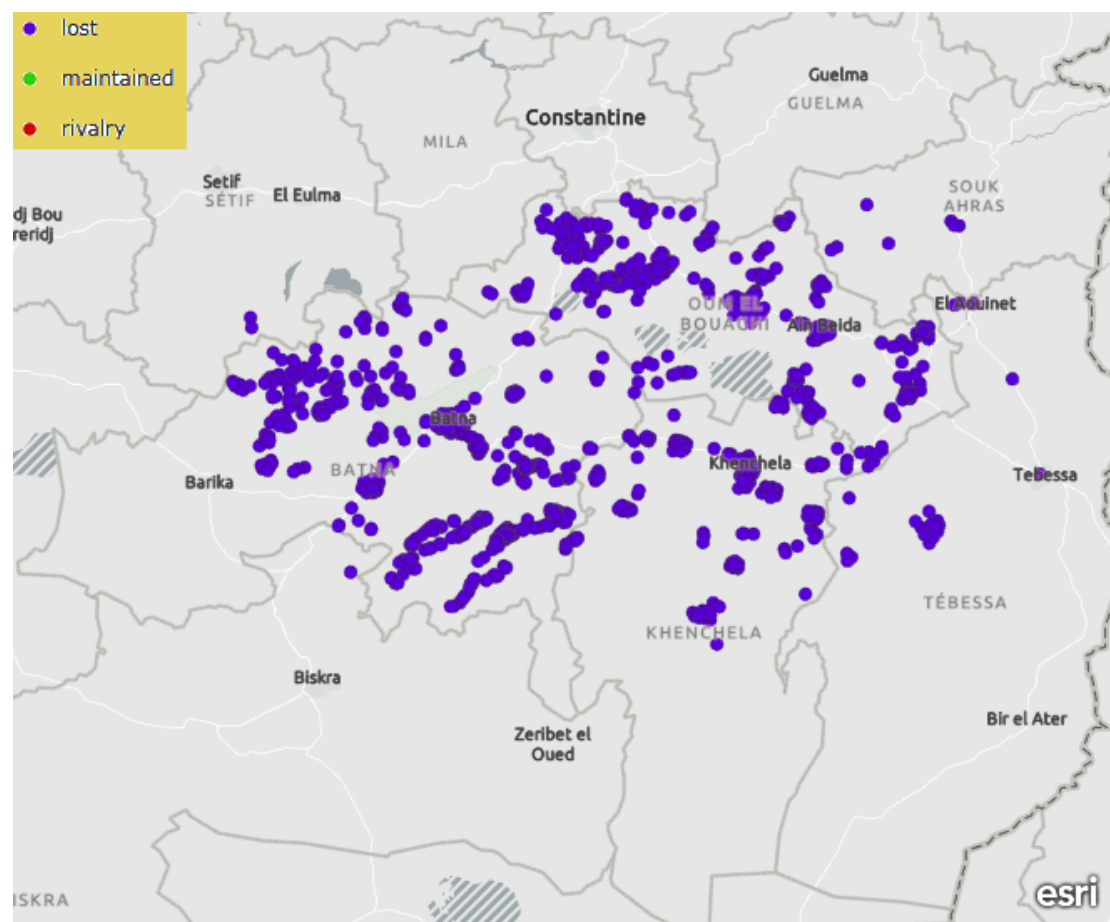 lost
maintained
rivalry
Guelma
GUELMA
Constantine
MILA
Setif
SÉTIF
El Eulma
SOUK
AHRAS
dj Bou
reridj
OUM EL
BOUAGHI
El Aouinet
Ain Beida
Batna
BATNA
Barika
Khenchela
Tebessa
TÉBESSA
KHENCHELA
Biskra
Zeribet el
Oued
Bir el Ater
ISKRA
esri